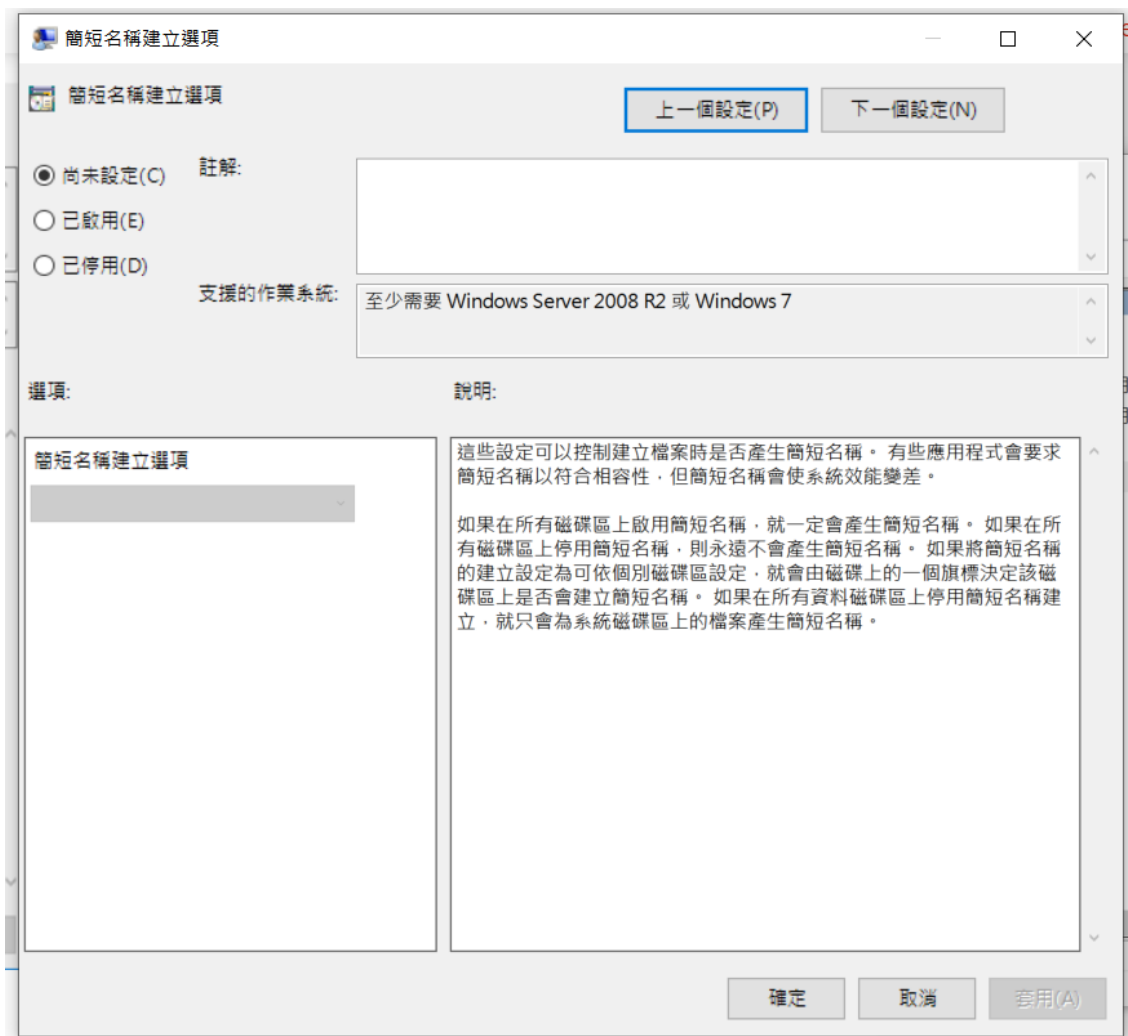 簡短名稱建立選項
簡短名稱建立選項
上一個設定(P)
下一個設定(N)
尚未設定(C)
已啟用(E)
已停用(D)
註解:
支援的作業系統:
至少需要 Windows Server 2008 R2 或 Windows 7
選項:
說明:
簡短名稱建立選項
這些設定可以控制建立檔案時是否產生簡短名稱。 有些應用程式會要求
簡短名稱以符合相容性，但簡短名稱會使系統效能變差。
如果在所有磁碟區上啟用簡短名稱，就一定會產生簡短名稱。 如果在所
有磁碟區上停用簡短名稱，則永遠不會產生簡短名稱。 如果將簡短名稱
的建立設定為可依個別磁碟區設定，就會由磁碟上的一個旗標決定該磁
碟區上是否會建立簡短名稱。 如果在所有資料磁碟區上停用簡短名稱建
立，就只會為系統磁碟區上的檔案產生簡短名稱。
確定
取消
套用(A)